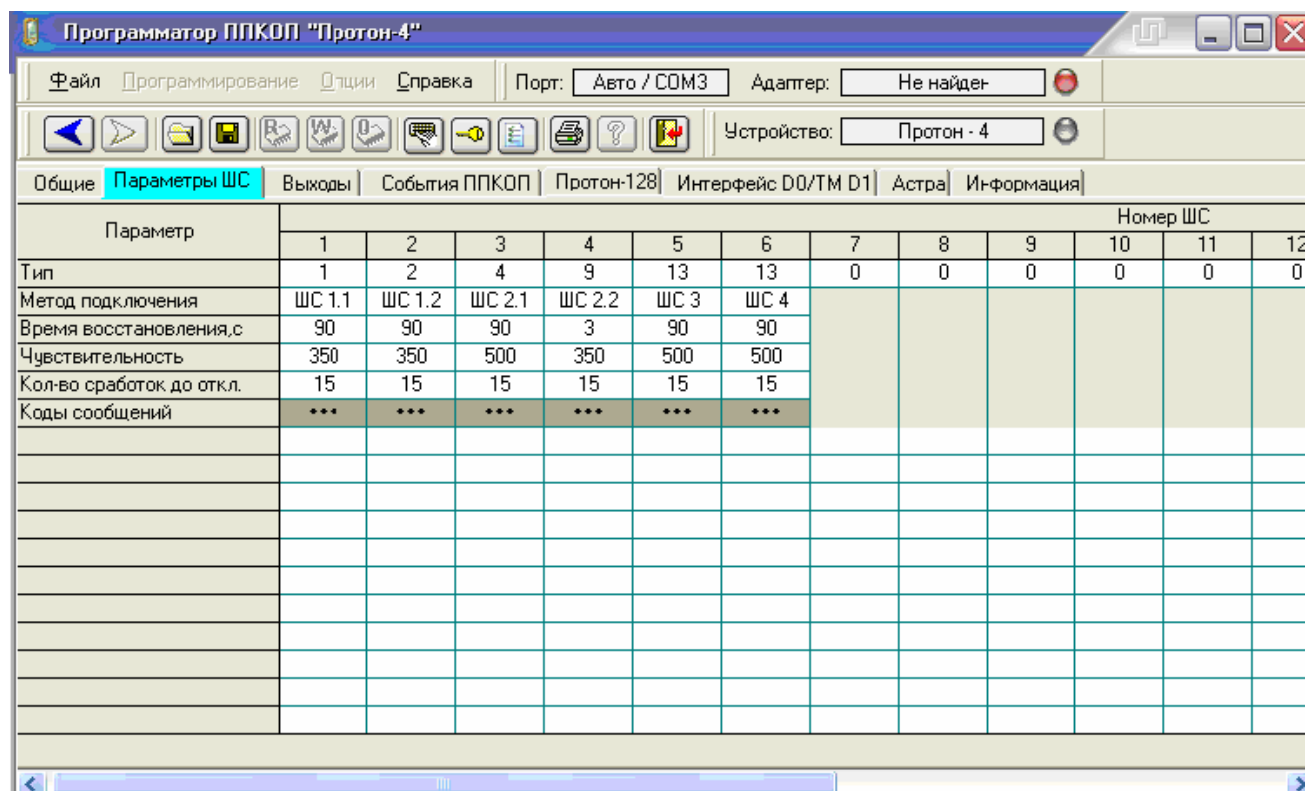 Программатор ППКОП "Протон-4"
Файл Программирование Опции Справка Порт: Авто / COM3 Адаптер: Не найден
Устройство: Протон - 4
Общие Параметры ШС Выходы События ППКОП Протон-128 Интерфейс D0/TM D1 Астра Информация
Параметр Номер ШС
1 2 3 4 5 6 7 8 9 10 11 12
Тип 1 2 4 9 13 13 0 0 0 0 0 0
Метод подключения ШС 1.1 ШС 1.2 ШС 2.1 ШС 2.2 ШС 3 ШС 4
Время восстановления,с 90 90 90 3 90 90
Чувствительность 350 350 500 350 500 500
Кол-во сработок до откл. 15 15 15 15 15 15
Коды сообщений *** *** *** *** *** ***